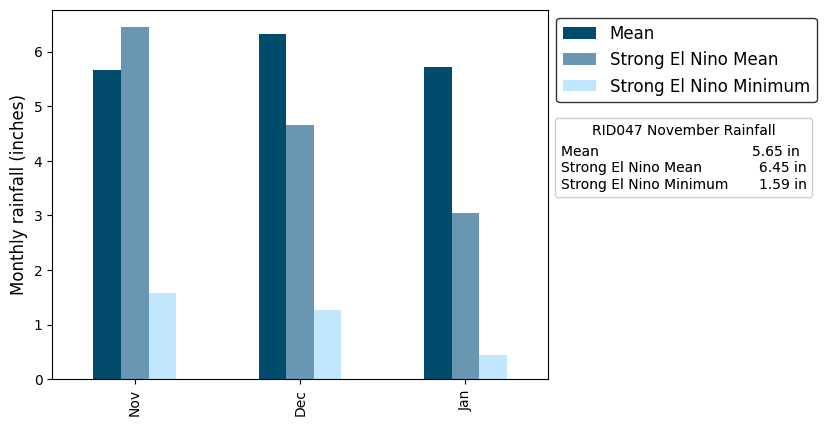 Monthly rainfall (inches)
6
5
4
3
2
1
0
Nov
Dec
Jan
Mean
Strong El Nino Mean
Strong El Nino Minimum
RID047 November Rainfall
Mean 5.65 in
Strong El Nino Mean 6.45 in
Strong El Nino Minimum 1.59 in